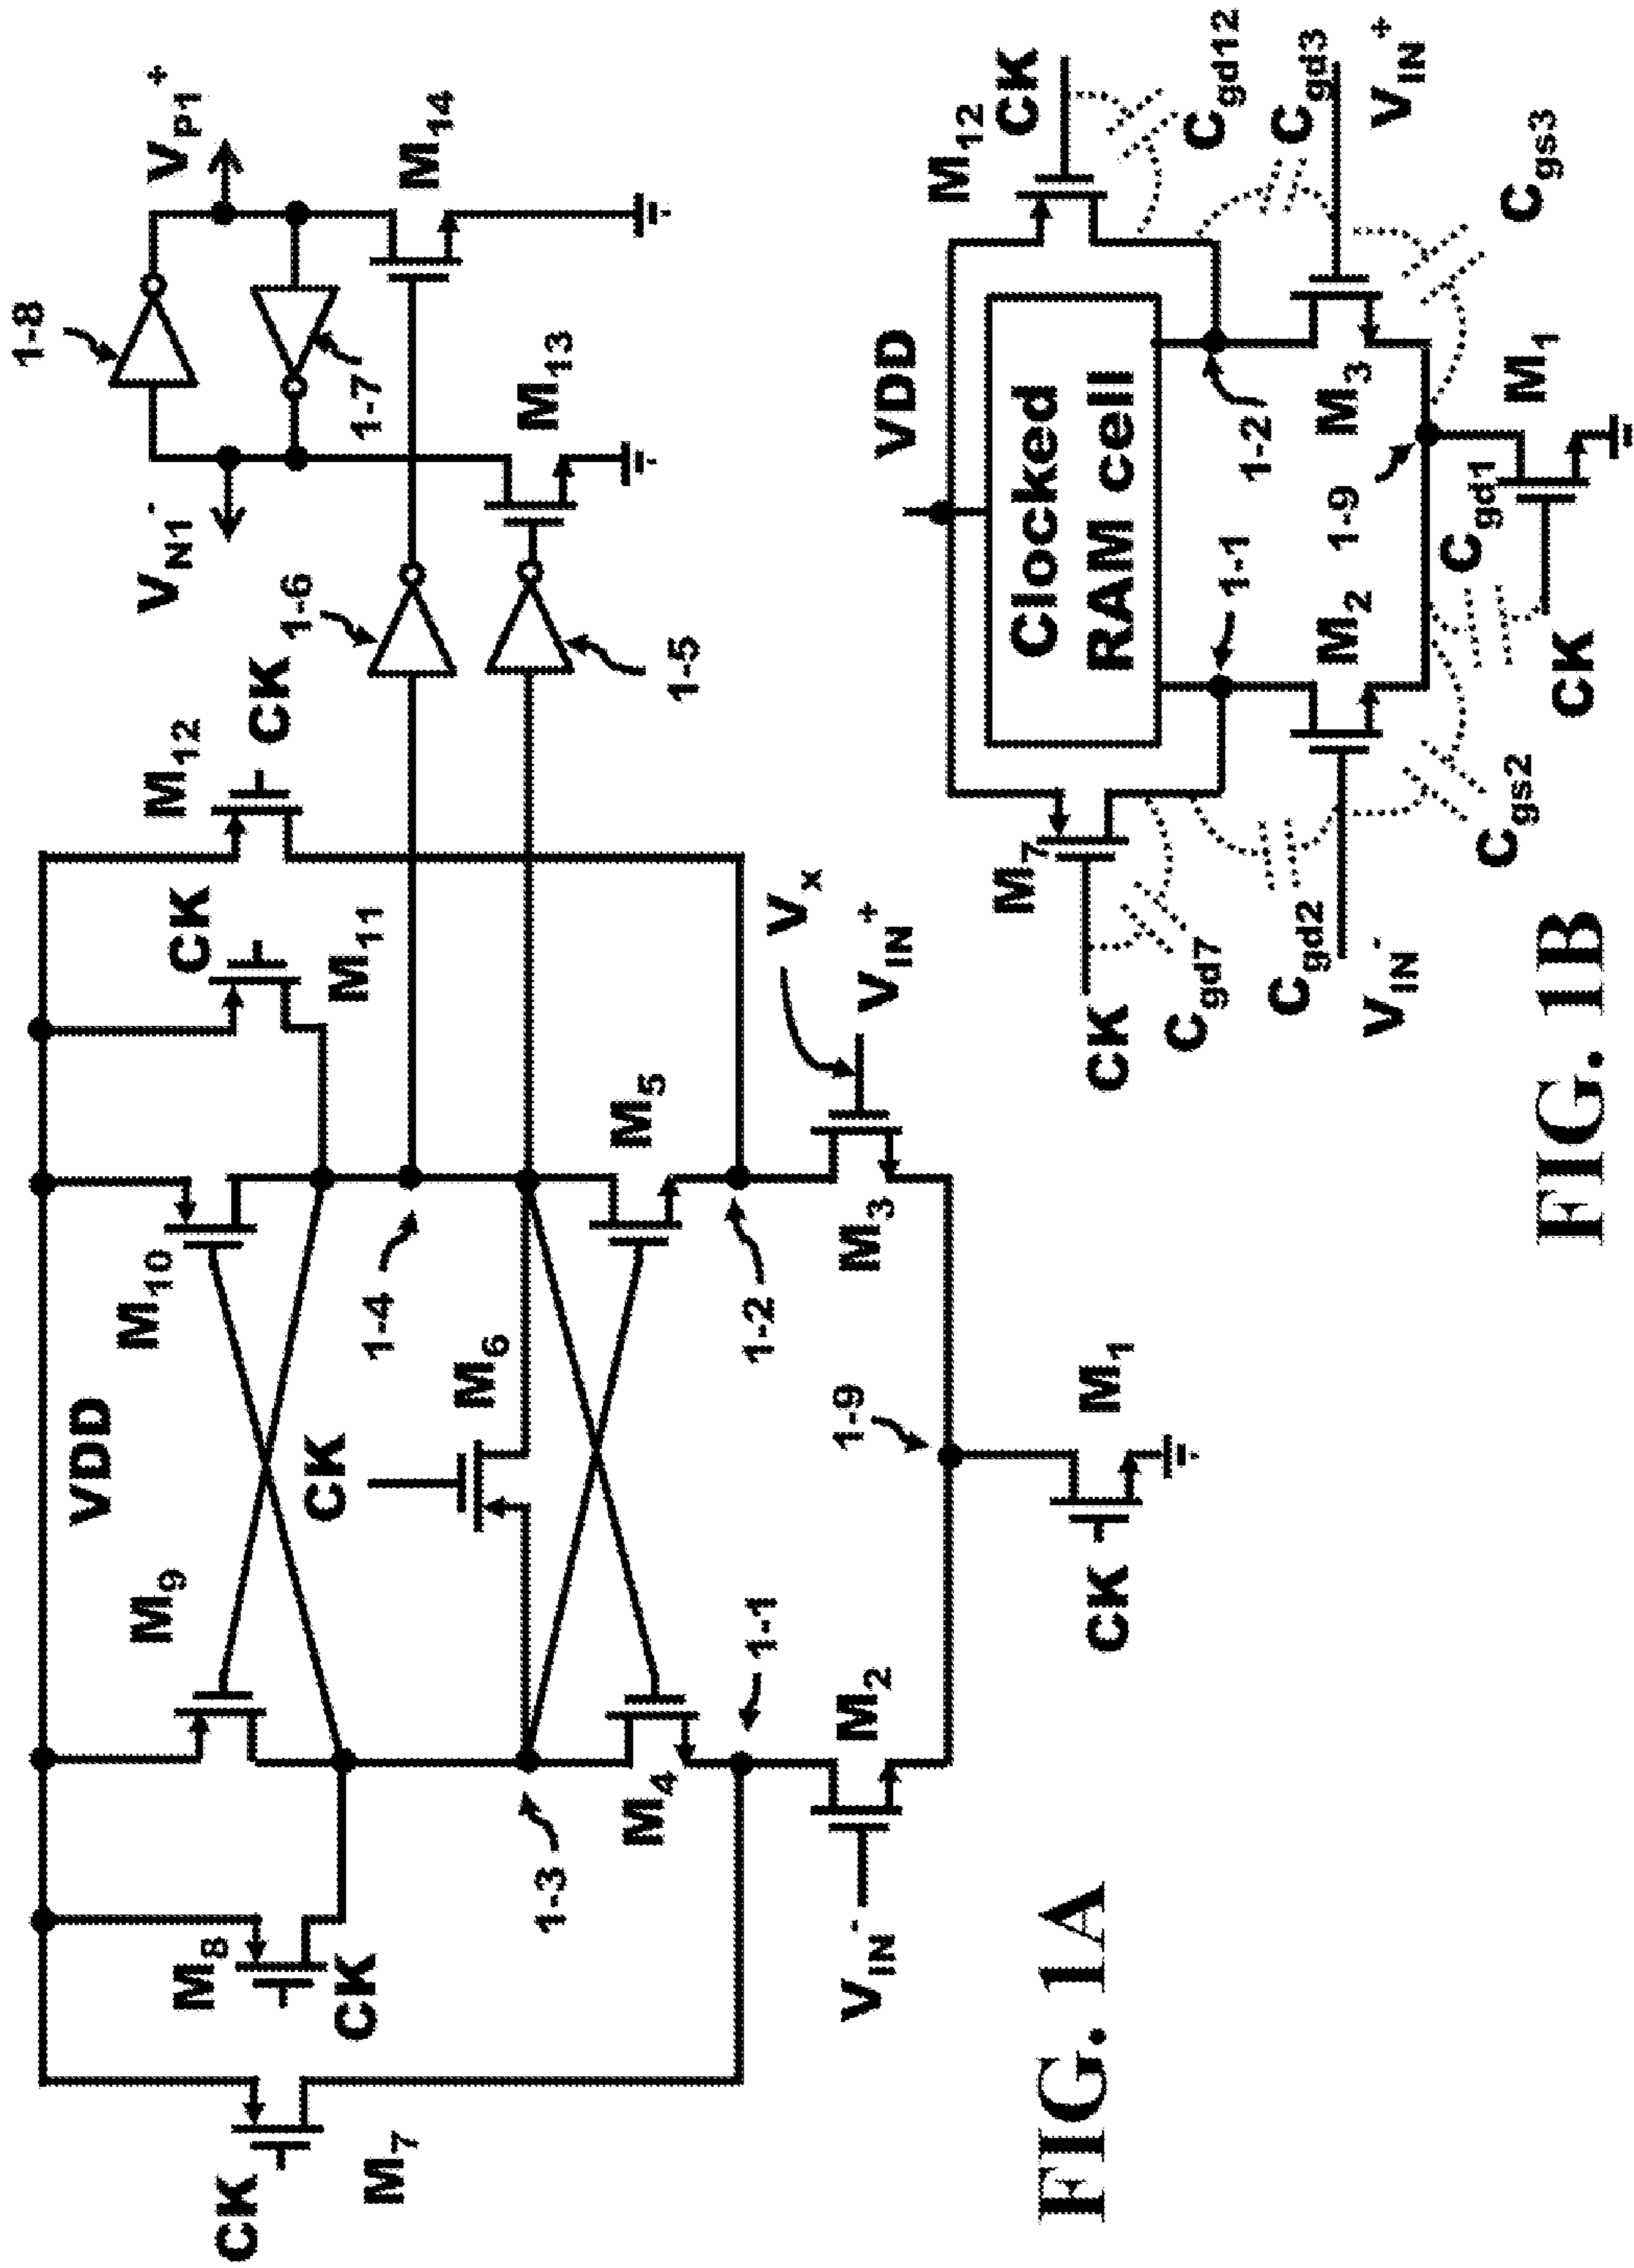 VDD
M7
CK
M8
CK
M9
M10
M11
CK
M12
CK
CK
M6
1-3
1-4
M4
M5
1-1
1-2
M2
M3
VIN-
VIN+
Vx
1-9
CK
M1
1-6
1-5
VN1-
VP1+
1-8
1-7
M13
M14
FIG. 1A
VDD
Clocked
RAM cell
M7
CK
Cgd7
M12
CK
Cgd12
1-1
1-2
Cgd2
Cgd3
VIN-
VIN+
M2
M3
Cgs2
Cgs3
1-9
Cgd1
CK
M1
FIG. 1B